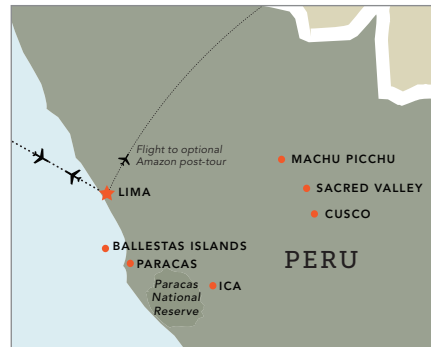 Flight to optional
Amazon post-tour
MACHU PICCHU
LIMA
SACRED VALLEY
CUSCO
BALLESTAS ISLANDS
PARACAS
PERU
Paracas
National
Reserve
ICA